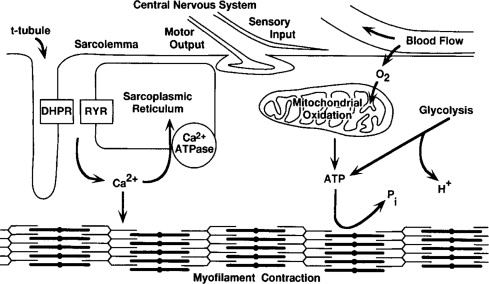 Central Nervous System
t-tubule
Motor
Output
Sensory
Input
Sarcolemma
Blood Flow
O2
DHPR
RYR
Sarcoplasmic
Reticulum
Mitochondrial
Oxidation
Glycolysis
Ca2+
ATPase
Ca2+
ATP
Pi
H+
Myofilament Contraction